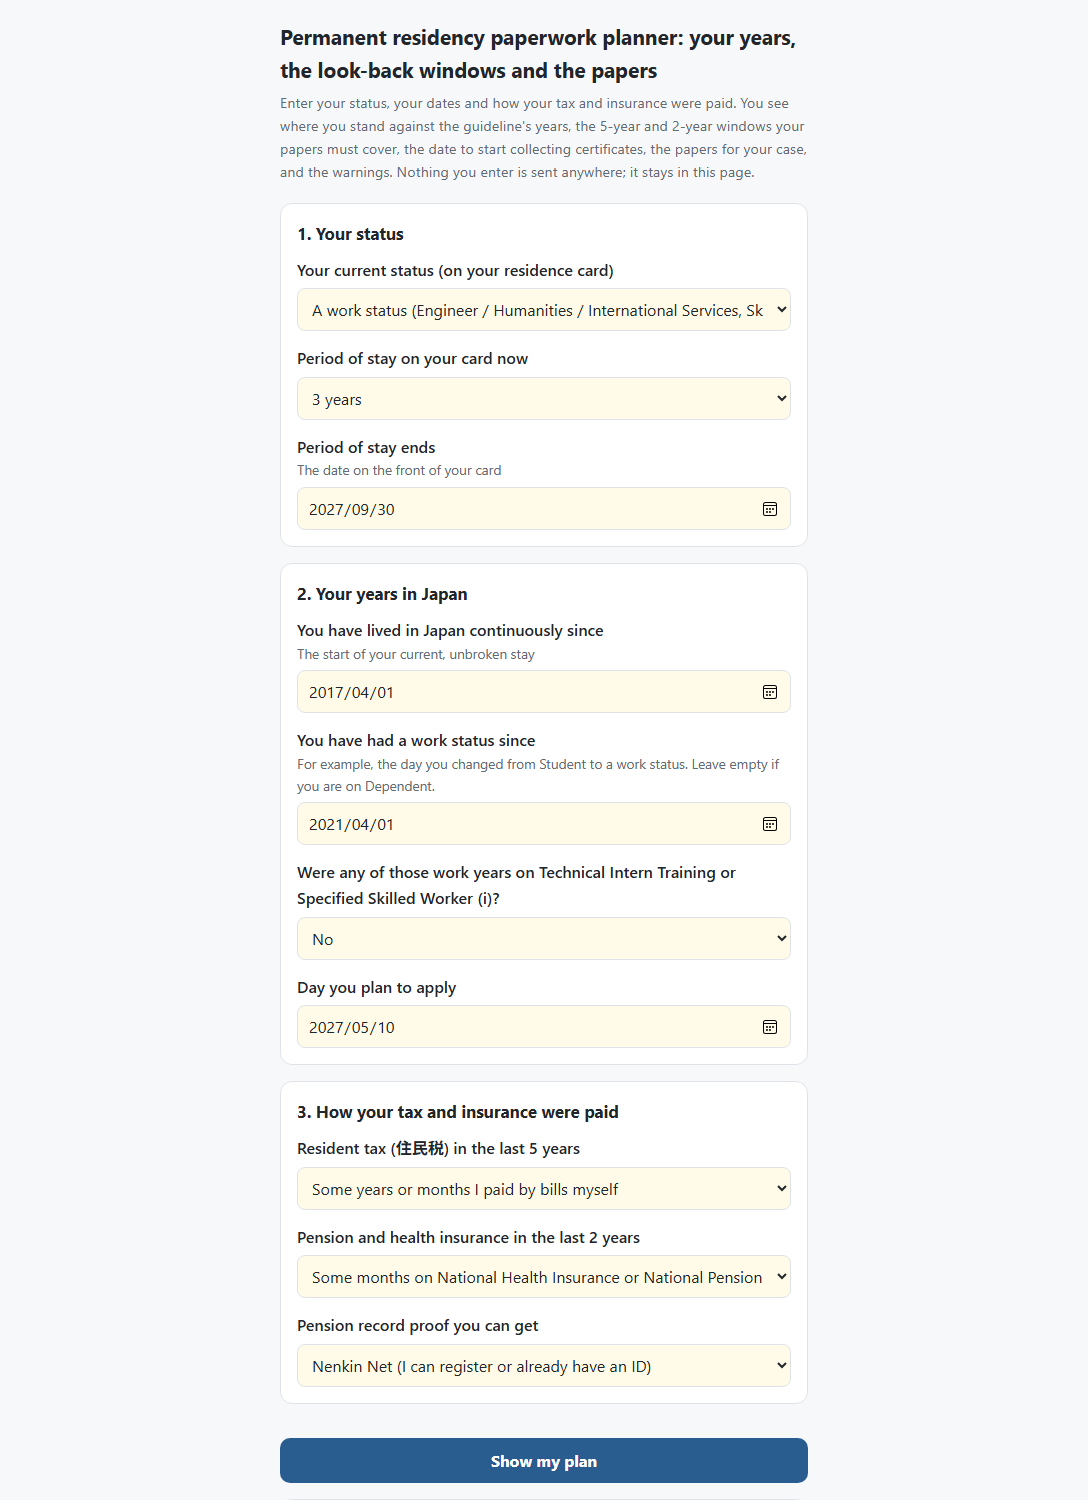 Permanent residency paperwork planner: your years,
the look-back windows and the papers
Enter your status, your dates and how your tax and insurance were paid. You see
where you stand against the guideline's years, the 5-year and 2-year windows your
papers must cover, the date to start collecting certificates, the papers for your case,
and the warnings. Nothing you enter is sent anywhere; it stays in this page.
1. Your status
Your current status (on your residence card)
A work status (Engineer / Humanities / International Services, Sk
Period of stay on your card now
3 years
Period of stay ends
The date on the front of your card
2027/09/30
2. Your years in Japan
You have lived in Japan continuously since
The start of your current, unbroken stay
2017/04/01
You have had a work status since
For example, the day you changed from Student to a work status. Leave empty if
you are on Dependent.
2021/04/01
Were any of those work years on Technical Intern Training or
Specified Skilled Worker (i)?
No
Day you plan to apply
2027/05/10
3. How your tax and insurance were paid
Resident tax (住民税) in the last 5 years
Some years or months I paid by bills myself
Pension and health insurance in the last 2 years
Some months on National Health Insurance or National Pension
Pension record proof you can get
Nenkin Net (I can register or already have an ID)
Show my plan